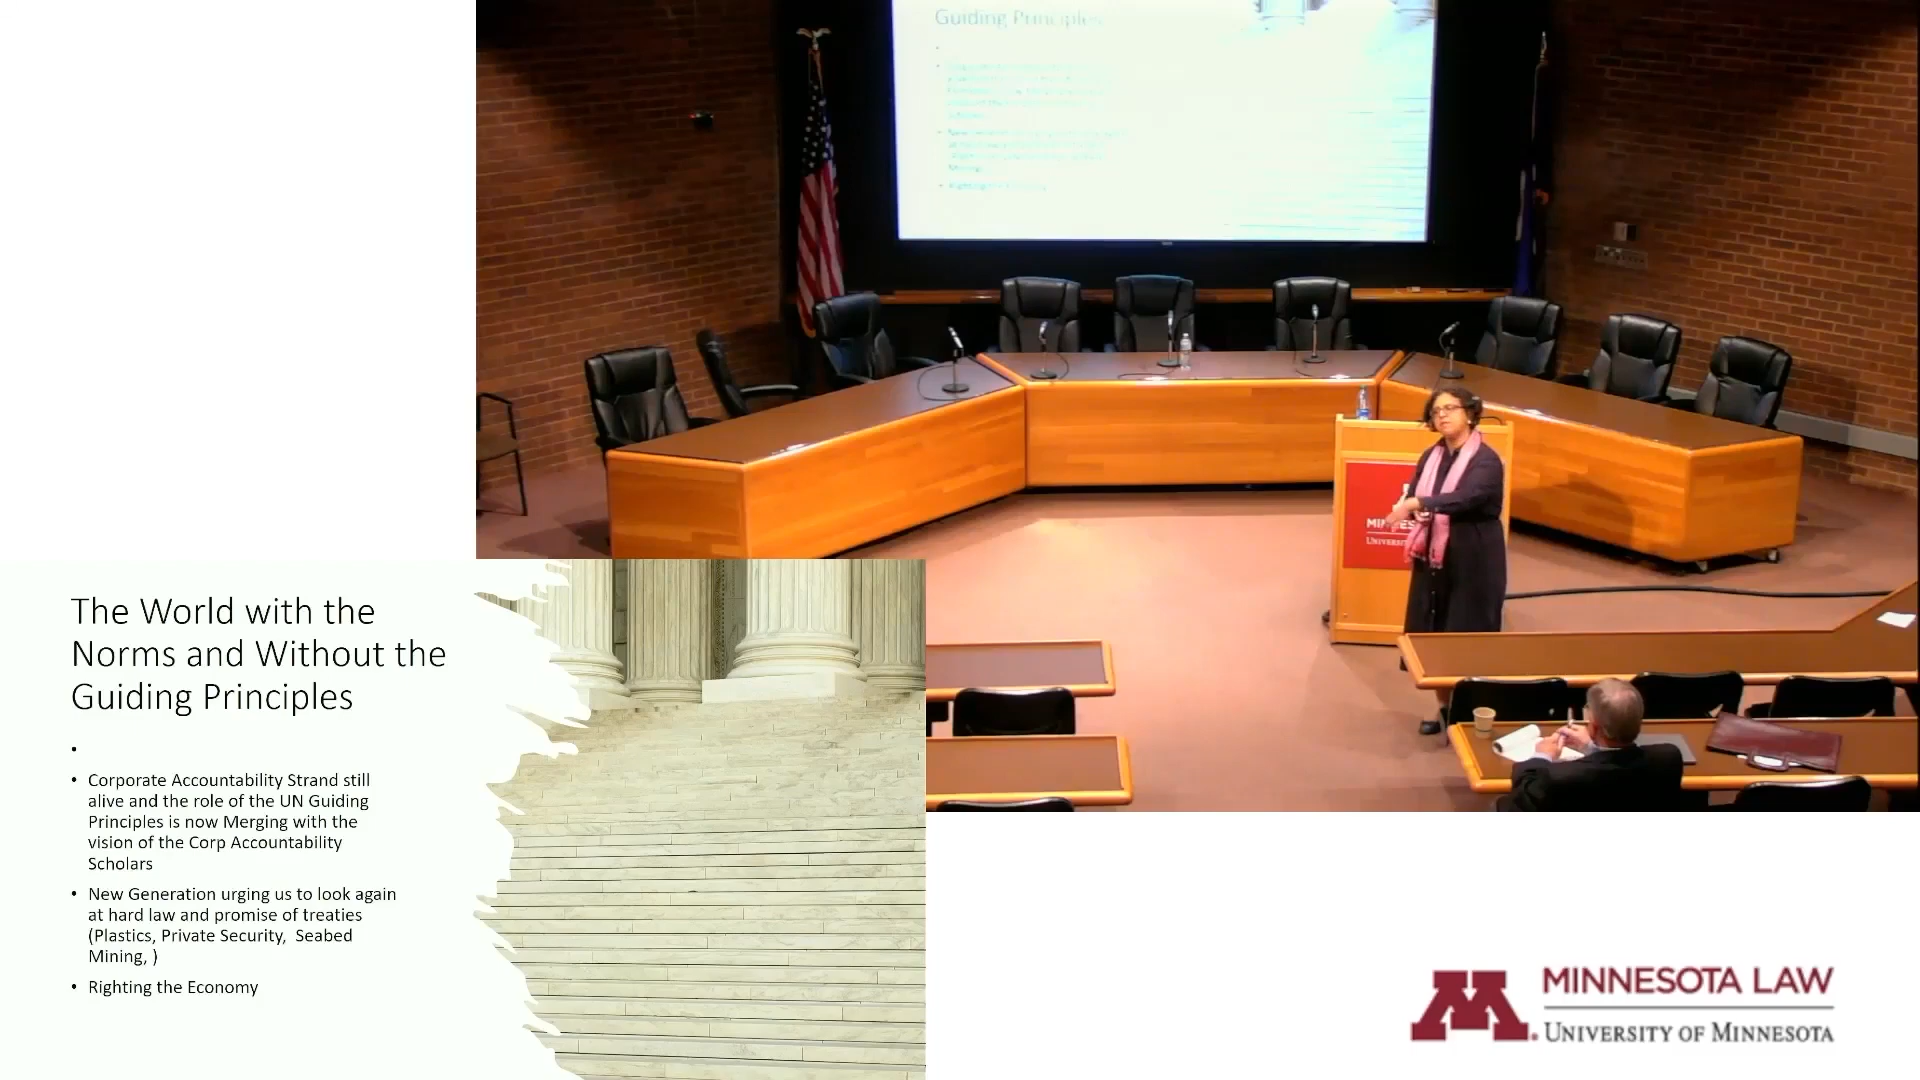 Guiding Principles
The World with the
Norms and Without the
Guiding Principles
•
• Corporate Accountability Strand still
alive and the role of the UN Guiding
Principles is now Merging with the
vision of the Corp Accountability
Scholars
• New Generation urging us to look again
at hard law and promise of treaties
(Plastics, Private Security,  Seabed
Mining, )
• Righting the Economy
M
MINNESOTA LAW
UNIVERSITY OF MINNESOTA